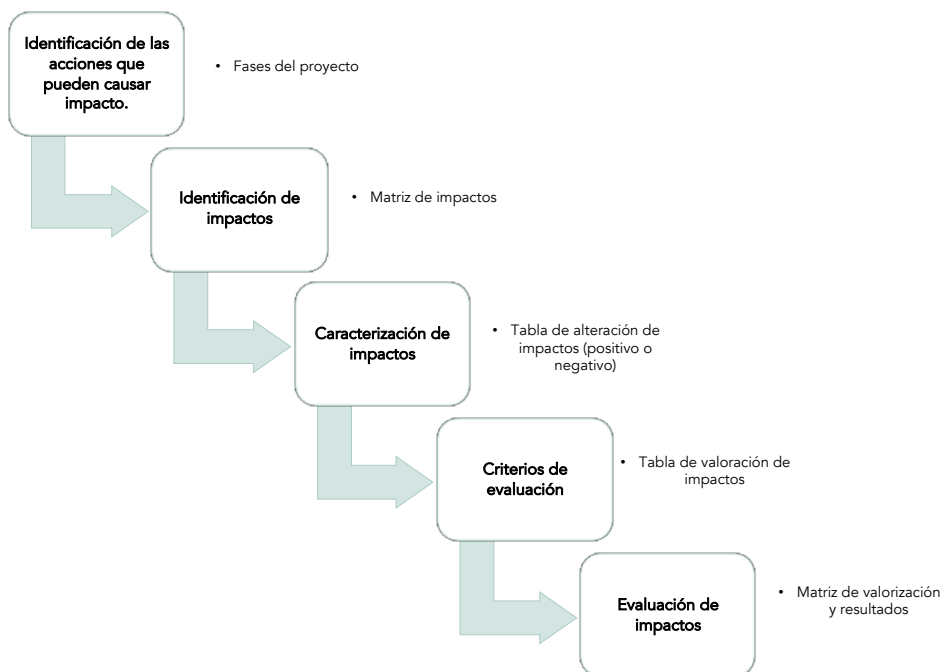 Identificación de las
acciones que
pueden causar
impacto.
• Fases del proyecto
Identificación de
impactos
• Matriz de impactos
Caracterización de
impactos
• Tabla de alteración de
impactos (positivo o
negativo)
Criterios de
evaluación
• Tabla de valoración de
impactos
Evaluación de
impactos
• Matriz de valorización
y resultados